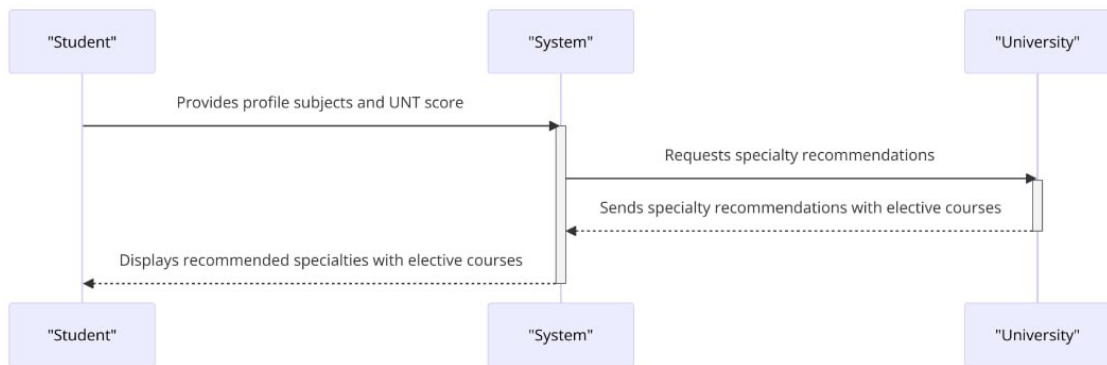 "Student"
"System"
"University"
Provides profile subjects and UNT score
Requests specialty recommendations
Sends specialty recommendations with elective courses
Displays recommended specialties with elective courses
"Student"
"System"
"University"